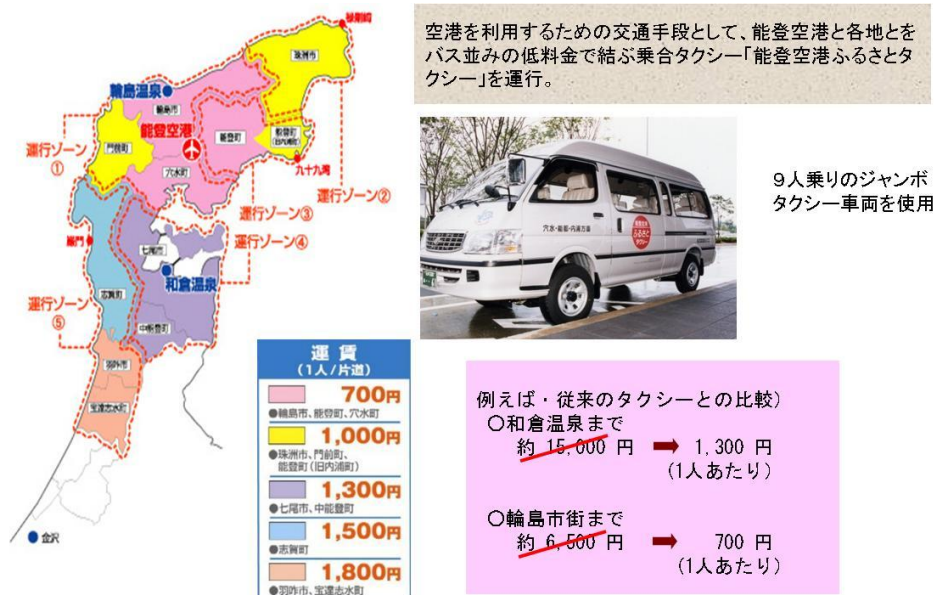 空港を利用するための交通手段として、能登空港と各地とを
バス並みの低料金で結ぶ乗合タクシー「能登空港ふるさとタ
クシー」を運行。
禄剛崎
珠洲市
輪島温泉
輪島市
能登空港
能登町
能登町
(旧内浦町)
運行ゾーン
①
門前町
穴水町
九十九湾
運行ゾーン②
運行ゾーン③
運行ゾーン④
巌門
七尾市
和倉温泉
志賀町
運行ゾーン
⑤
中能登町
羽咋市
宝達志水町
金沢
穴水・能都・内浦方面
能登空港
ふるさと
タクシー
9人乗りのジャンボ
タクシー車両を使用
運賃
(1人/片道)
700円
●輪島市、能登町、穴水町
1,000円
●珠洲市、門前町、
能登町(旧内浦町)
1,300円
●七尾市、中能登町
1,500円
●志賀町
1,800円
●羽咋市、宝達志水町
例えば・従来のタクシーとの比較)
○和倉温泉まで
約 15,000 円 ➡ 1,300 円
(1人あたり)
○輪島市街まで
約 6,500 円 ➡ 700 円
(1人あたり)